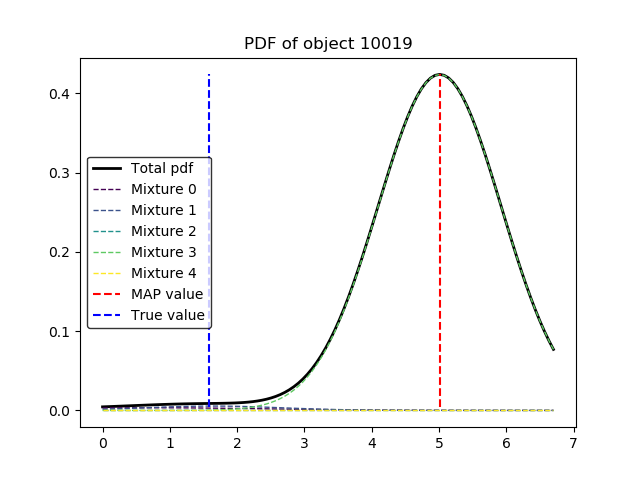 PDF of object 10019
0.4
0.3
0.2
0.1
0.0
Total pdf
Mixture 0
Mixture 1
Mixture 2
Mixture 3
Mixture 4
MAP value
True value
0 1 2 3 4 5 6 7